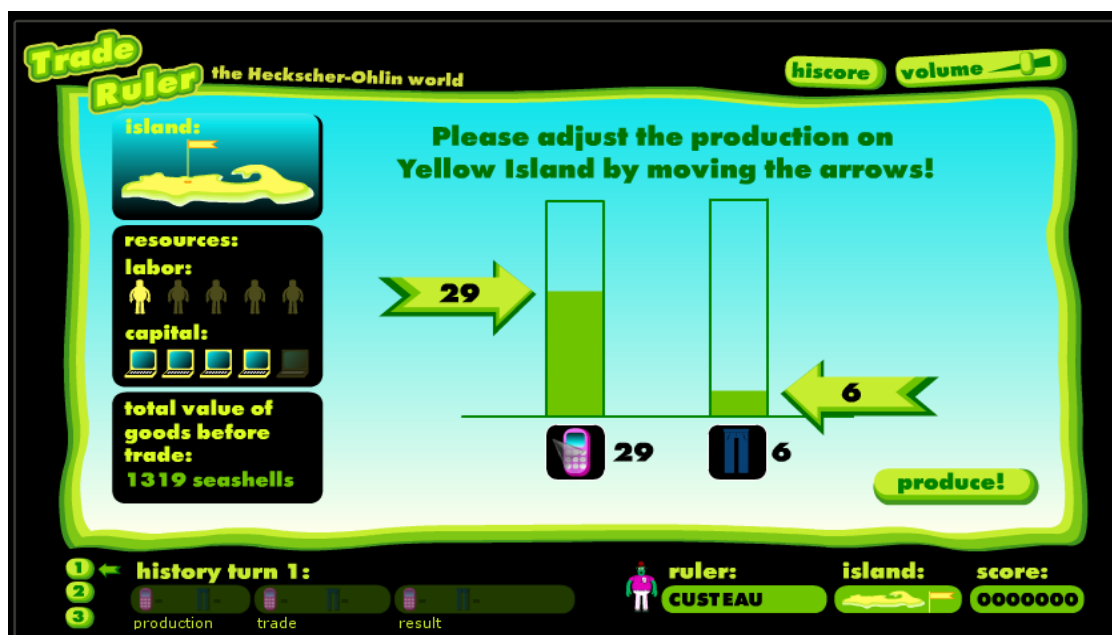 Trade
Ruler
the Heckscher-Ohlin world
hiscore
volume
island:
Please adjust the production on
Yellow Island by moving the arrows!
resources:
labor:
capital:
29
6
total value of
goods before
trade:
1319 seashells
29
6
produce!
1
2
3
history turn 1:
- - - - - -
production
trade
result
ruler:
CUSTEAU
island:
score:
0000000